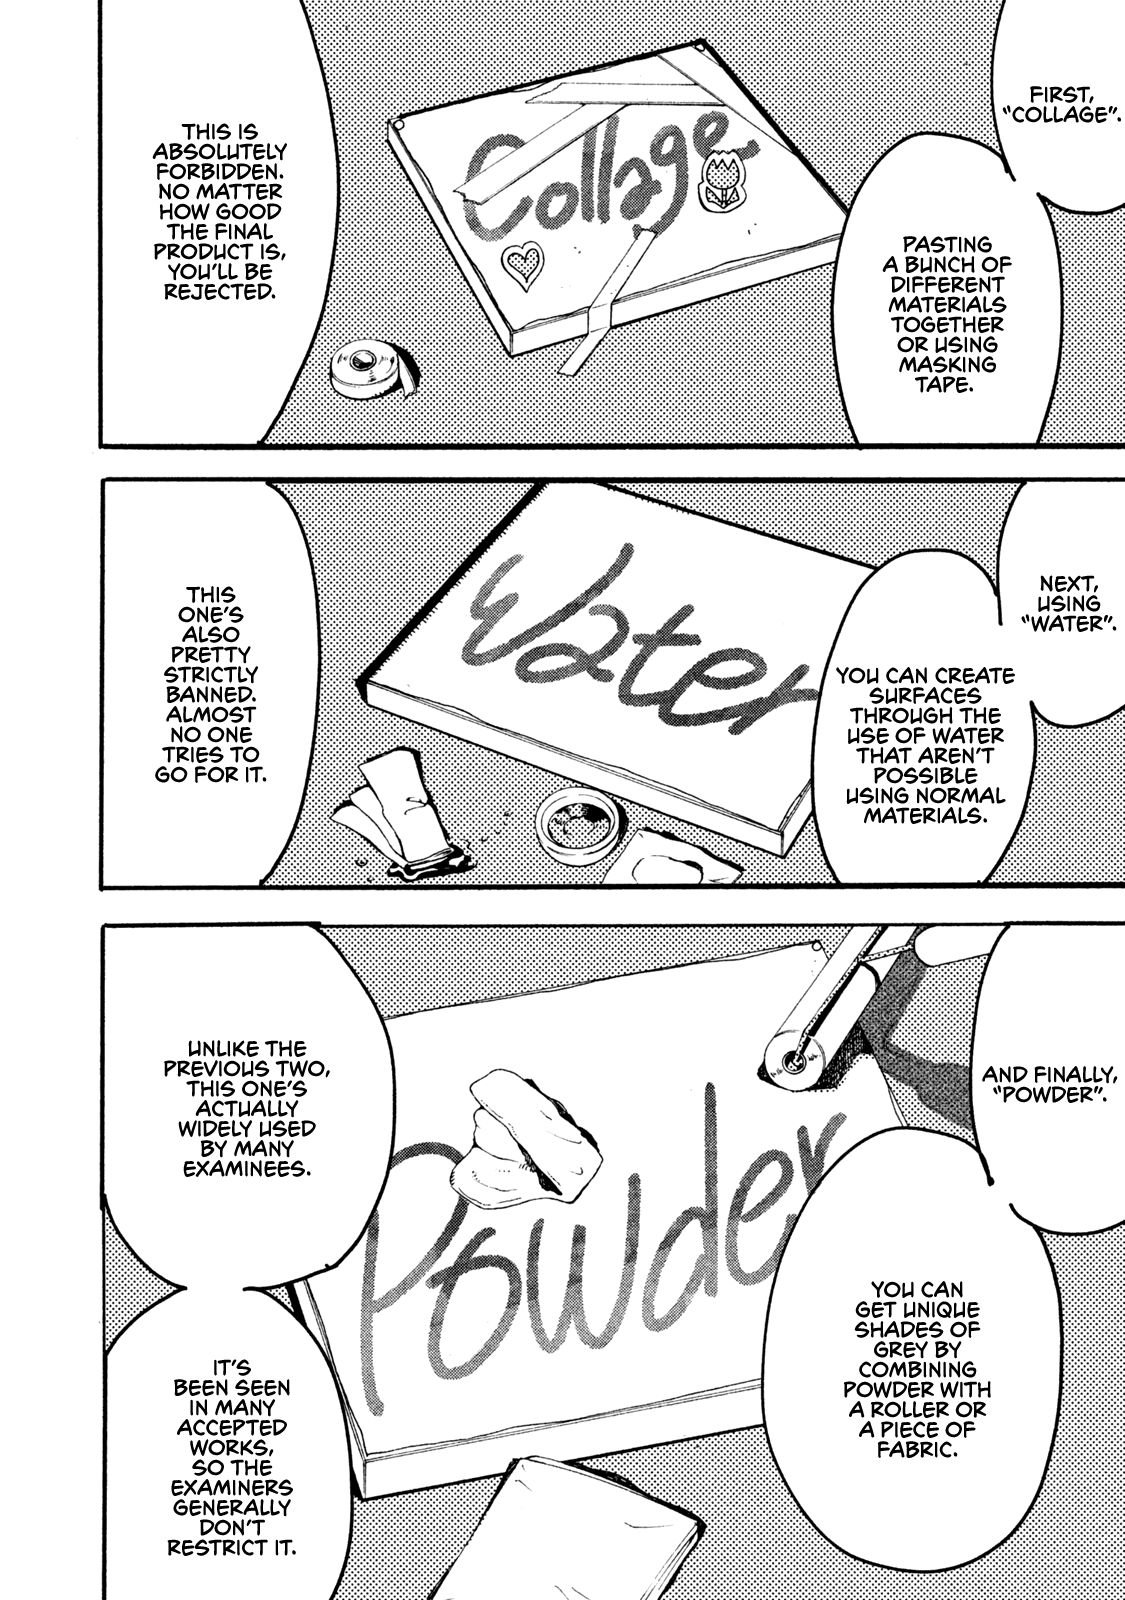 FIRST,
"COLLAGE".
PASTING
A BUNCH OF
DIFFERENT
MATERIALS
TOGETHER
OR USING
MASKING
TAPE.
Collage
THIS IS
ABSOLUTELY
FORBIDDEN.
NO MATTER
HOW GOOD
THE FINAL
PRODUCT IS,
YOU'LL BE
REJECTED.
NEXT,
USING
"WATER".
YOU CAN CREATE
SURFACES
THROUGH THE
USE OF WATER
THAT AREN'T
POSSIBLE
USING NORMAL
MATERIALS.
Water
THIS
ONE'S
ALSO
PRETTY
STRICTLY
BANNED.
ALMOST
NO ONE
TRIES TO
GO FOR IT.
AND FINALLY,
"POWDER".
YOU CAN
GET UNIQUE
SHADES OF
GREY BY
COMBINING
POWDER WITH
A ROLLER OR
A PIECE OF
FABRIC.
Powder
UNLIKE THE
PREVIOUS TWO,
THIS ONE'S
ACTUALLY
WIDELY USED
BY MANY
EXAMINEES.
IT'S
BEEN SEEN
IN MANY
ACCEPTED
WORKS,
SO THE
EXAMINERS
GENERALLY
DON'T
RESTRICT IT.